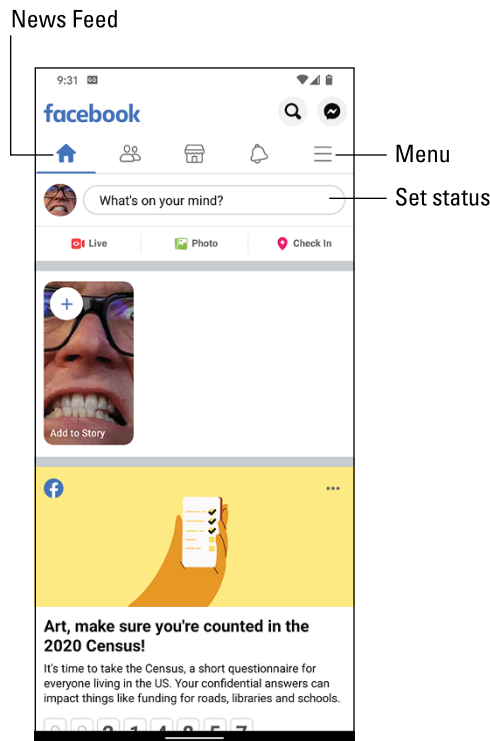 News Feed
9:31
facebook
Menu
What's on your mind?
Set status
Live Photo Check In
Add to Story
Art, make sure you're counted in the
2020 Census!
It's time to take the Census, a short questionnaire for
everyone living in the US. Your confidential answers can
impact things like funding for roads, libraries and schools.